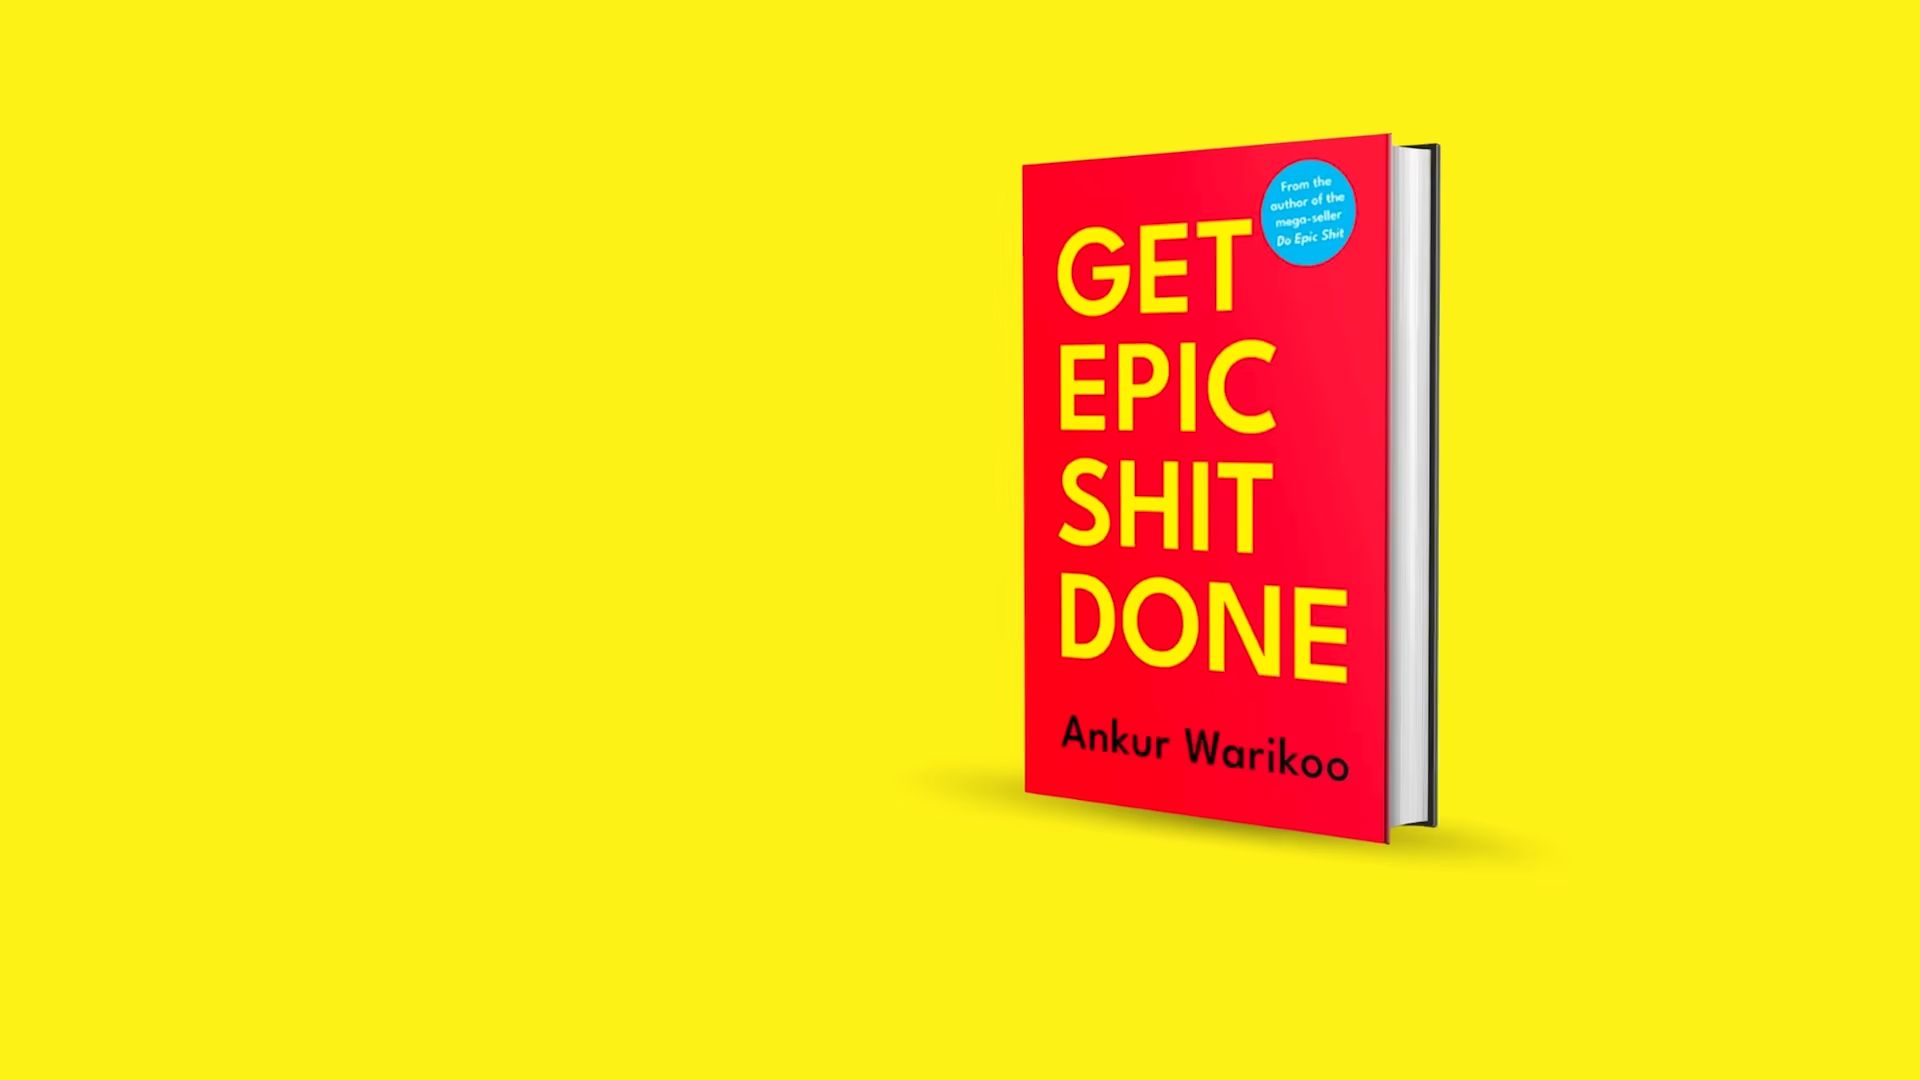 From the
author of the
mega-seller
Do Epic Shit
GET
EPIC
SHIT
DONE
Ankur Warikoo